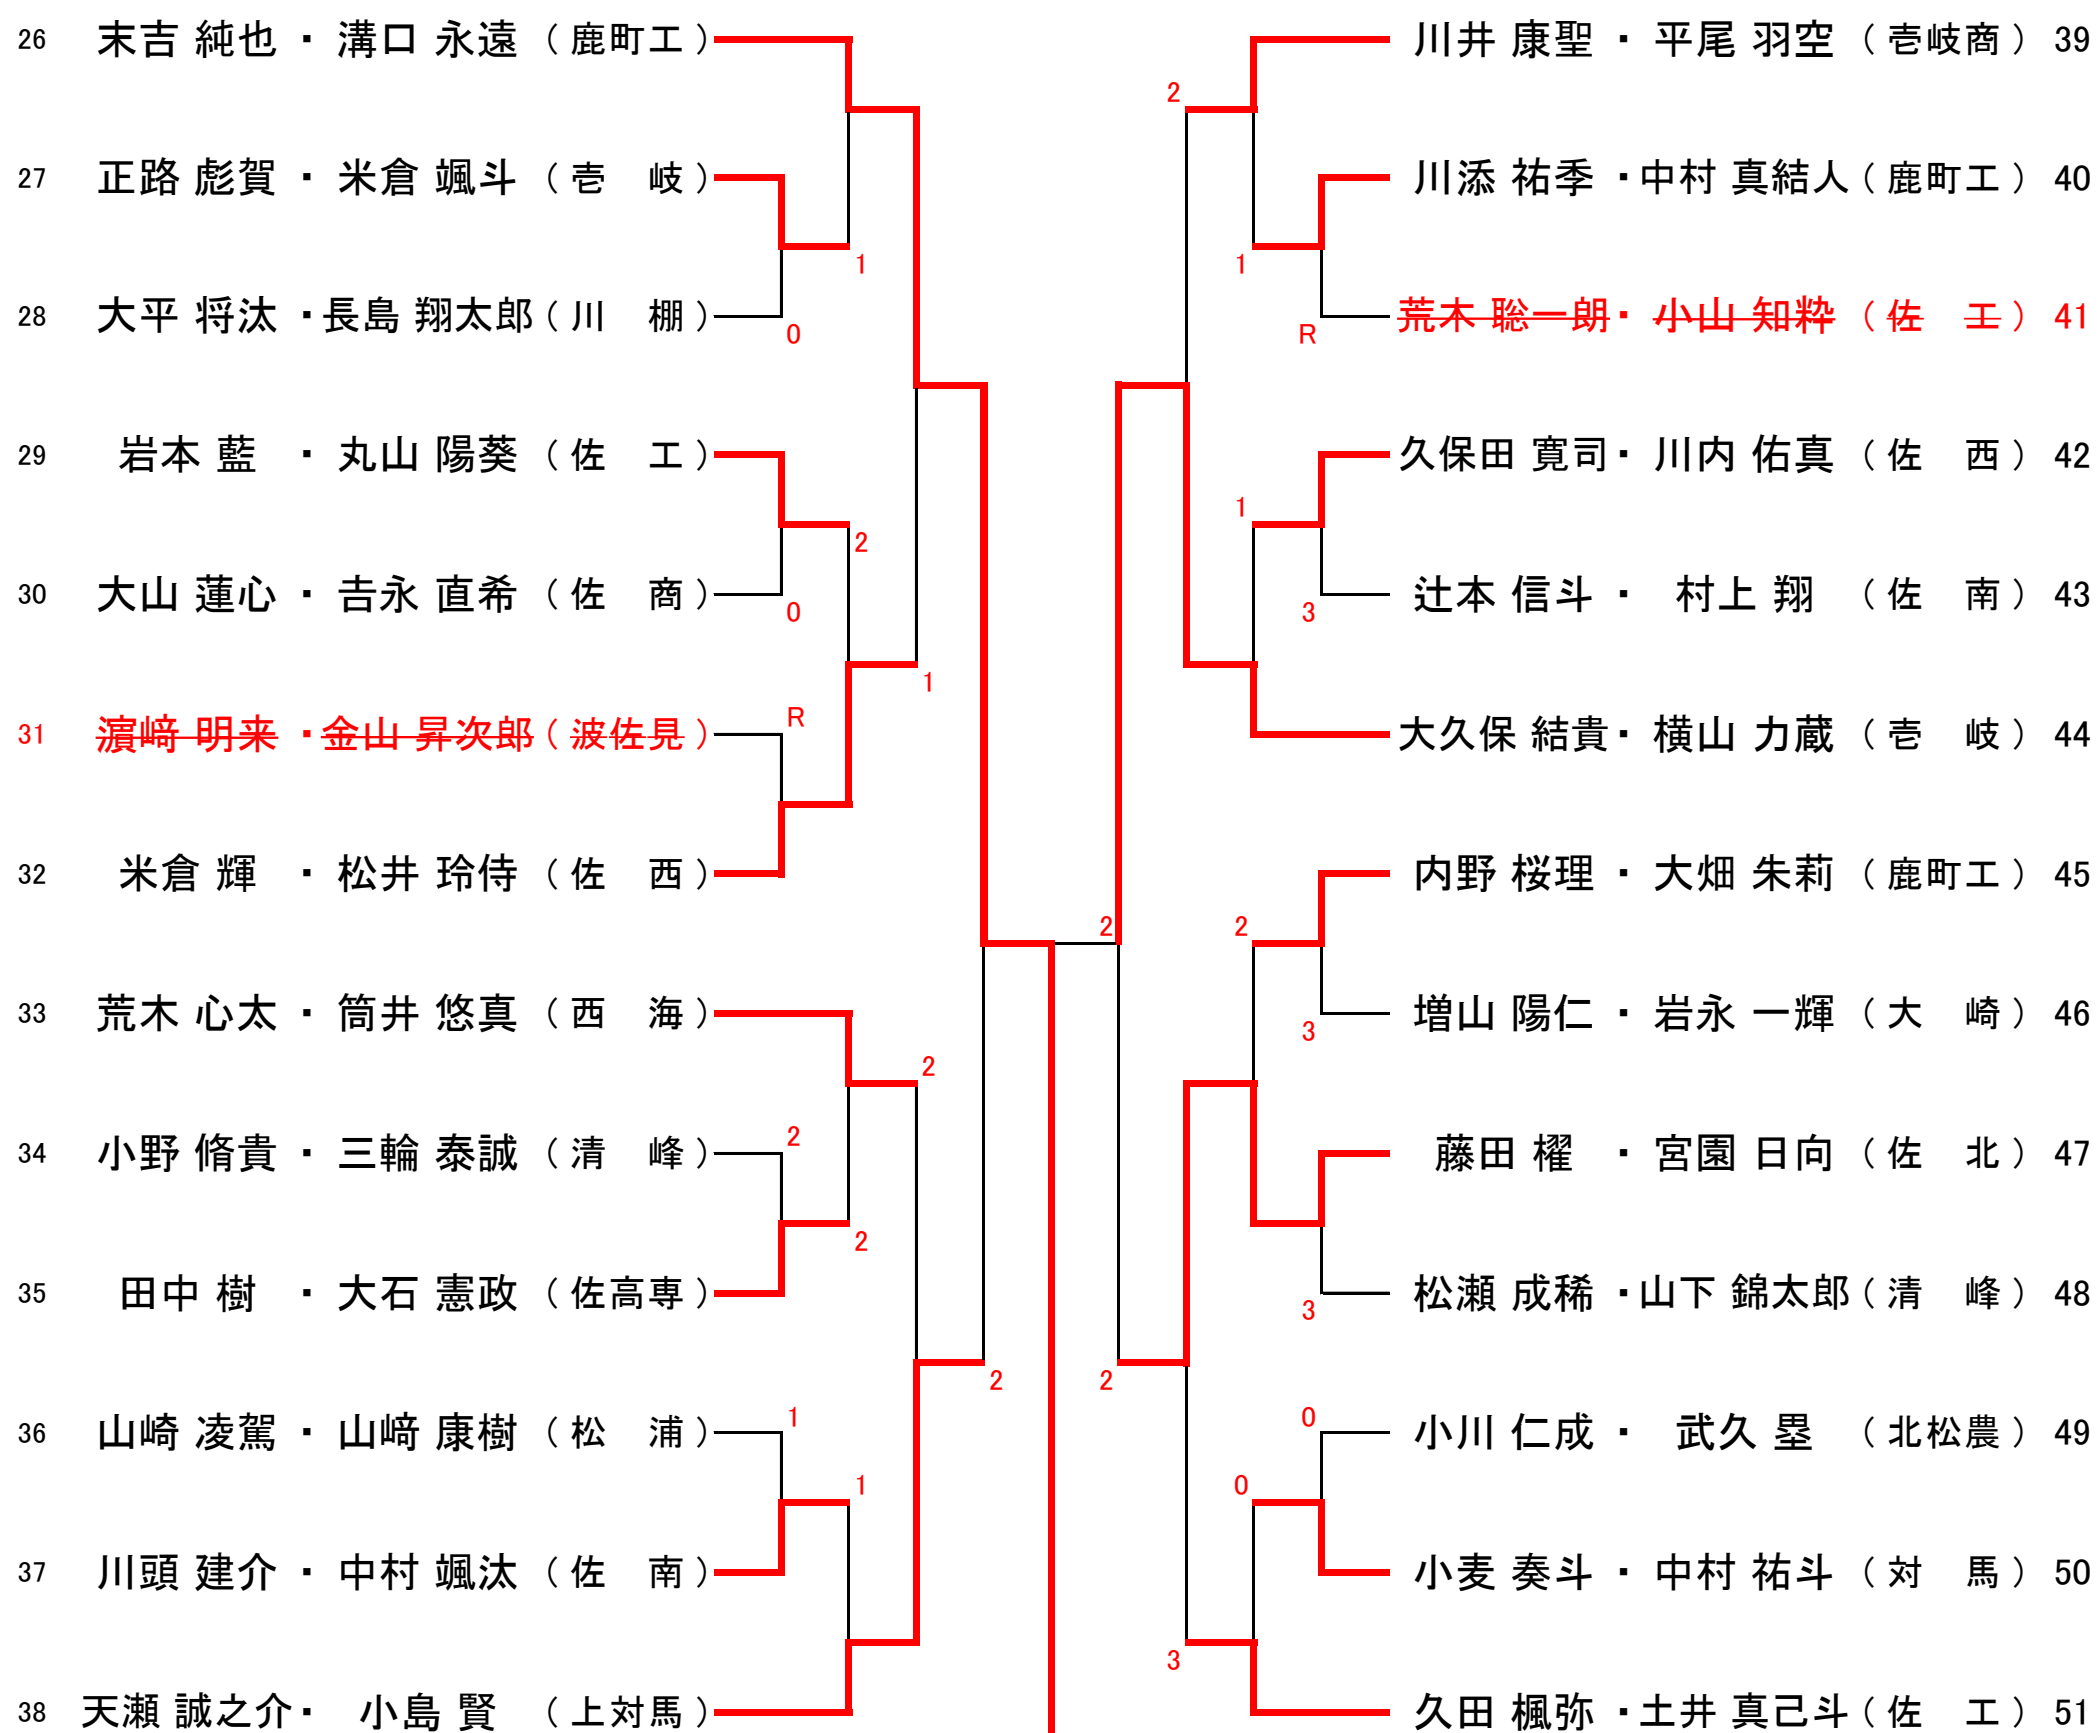 26 末吉 純也 ・ 溝口 永遠 ( 鹿町工 )
27 正路 彪賀 ・ 米倉 颯斗 ( 壱 岐 )
1
28 大平 将汰 ・ 長島 翔太郎 ( 川 棚 )
0
29 岩本 藍 ・ 丸山 陽葵 ( 佐 工 )
2
30 大山 蓮心 ・ 𠮷永 直希 ( 佐 商 )
0
1
31 濵﨑 明来 ・ 金山 昇次郎 ( 波佐見 )
R
32 米倉 輝 ・ 松井 玲侍 ( 佐 西 )
33 荒木 心太 ・ 筒井 悠真 ( 西 海 )
2
34 小野 脩貴 ・ 三輪 泰誠 ( 清 峰 )
2
2
35 田中 樹 ・ 大石 憲政 ( 佐高専 )
2
36 山崎 凌駕 ・ 山﨑 康樹 ( 松 浦 )
1
1
37 川頭 建介 ・ 中村 颯汰 ( 佐 南 )
38 天瀬 誠之介 ・ 小島 賢 ( 上対馬 )
川井 康聖 ・ 平尾 羽空 ( 壱岐商 ) 39
2
川添 祐季 ・ 中村 真結人 ( 鹿町工 ) 40
1
荒木 聡一朗 ・ 小山 知粋 ( 佐 工 ) 41
R
久保田 寛司 ・ 川内 佑真 ( 佐 西 ) 42
1
辻本 信斗 ・ 村上 翔 ( 佐 南 ) 43
3
大久保 結貴 ・ 横山 力蔵 ( 壱 岐 ) 44
内野 桜理 ・ 大畑 朱莉 ( 鹿町工 ) 45
2
2
増山 陽仁 ・ 岩永 一輝 ( 大 崎 ) 46
3
藤田 櫂 ・ 宮園 日向 ( 佐 北 ) 47
松瀬 成稀 ・ 山下 錦太郎 ( 清 峰 ) 48
3
2
小川 仁成 ・ 武久 塁 ( 北松農 ) 49
0
0
小麦 奏斗 ・ 中村 祐斗 ( 対 馬 ) 50
3
久田 楓弥 ・ 土井 真己斗 ( 佐 工 ) 51